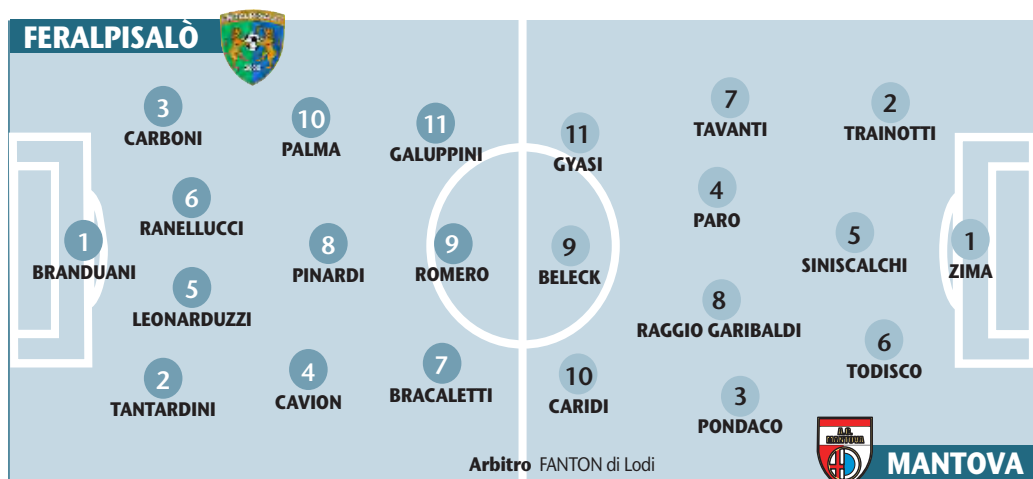 FERALPISALÒ
3
CARBONI
10
PALMA
11
GALUPPINI
6
RANELLUCCI
1
BRANDUANI
8
PINARDI
9
ROMERO
5
LEONARDUZZI
2
TANTARDINI
4
CAVION
7
BRACALETTI
11
GYASI
7
TAVANTI
2
TRAINOTTI
4
PARO
9
BELECK
5
SINISCALCHI
1
ZIMA
8
RAGGIO GARIBALDI
6
TODISCO
10
CARIDI
3
PONDACO
Arbitro FANTON di Lodi
A.C.
MANTOVA
MANTOVA